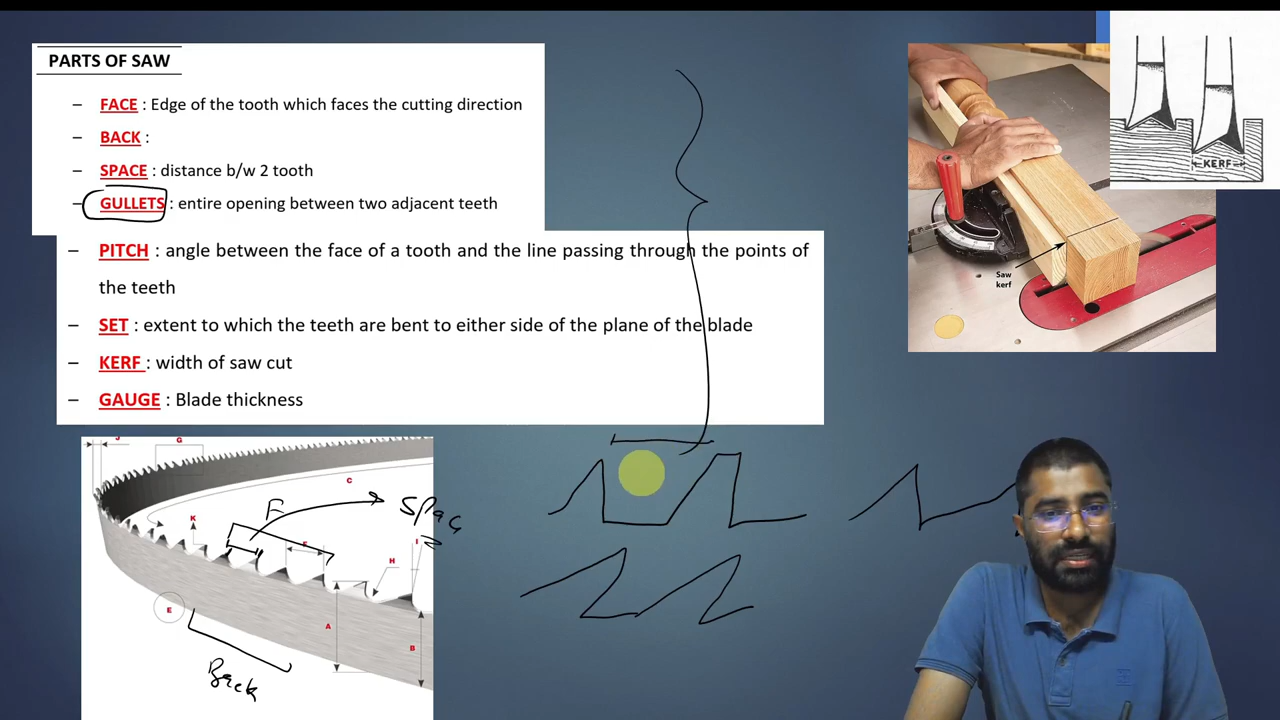 PARTS OF SAW
– FACE : Edge of the tooth which faces the cutting direction
– BACK :
– SPACE : distance b/w 2 tooth
– GULLETS : entire opening between two adjacent teeth
– PITCH : angle between the face of a tooth and the line passing through the points of
the teeth
– SET : extent to which the teeth are bent to either side of the plane of the blade
– KERF : width of saw cut
– GAUGE : Blade thickness
KERF
Saw
kerf
J
G
C
K
F
Spac
F
I
H
E
A
B
Back